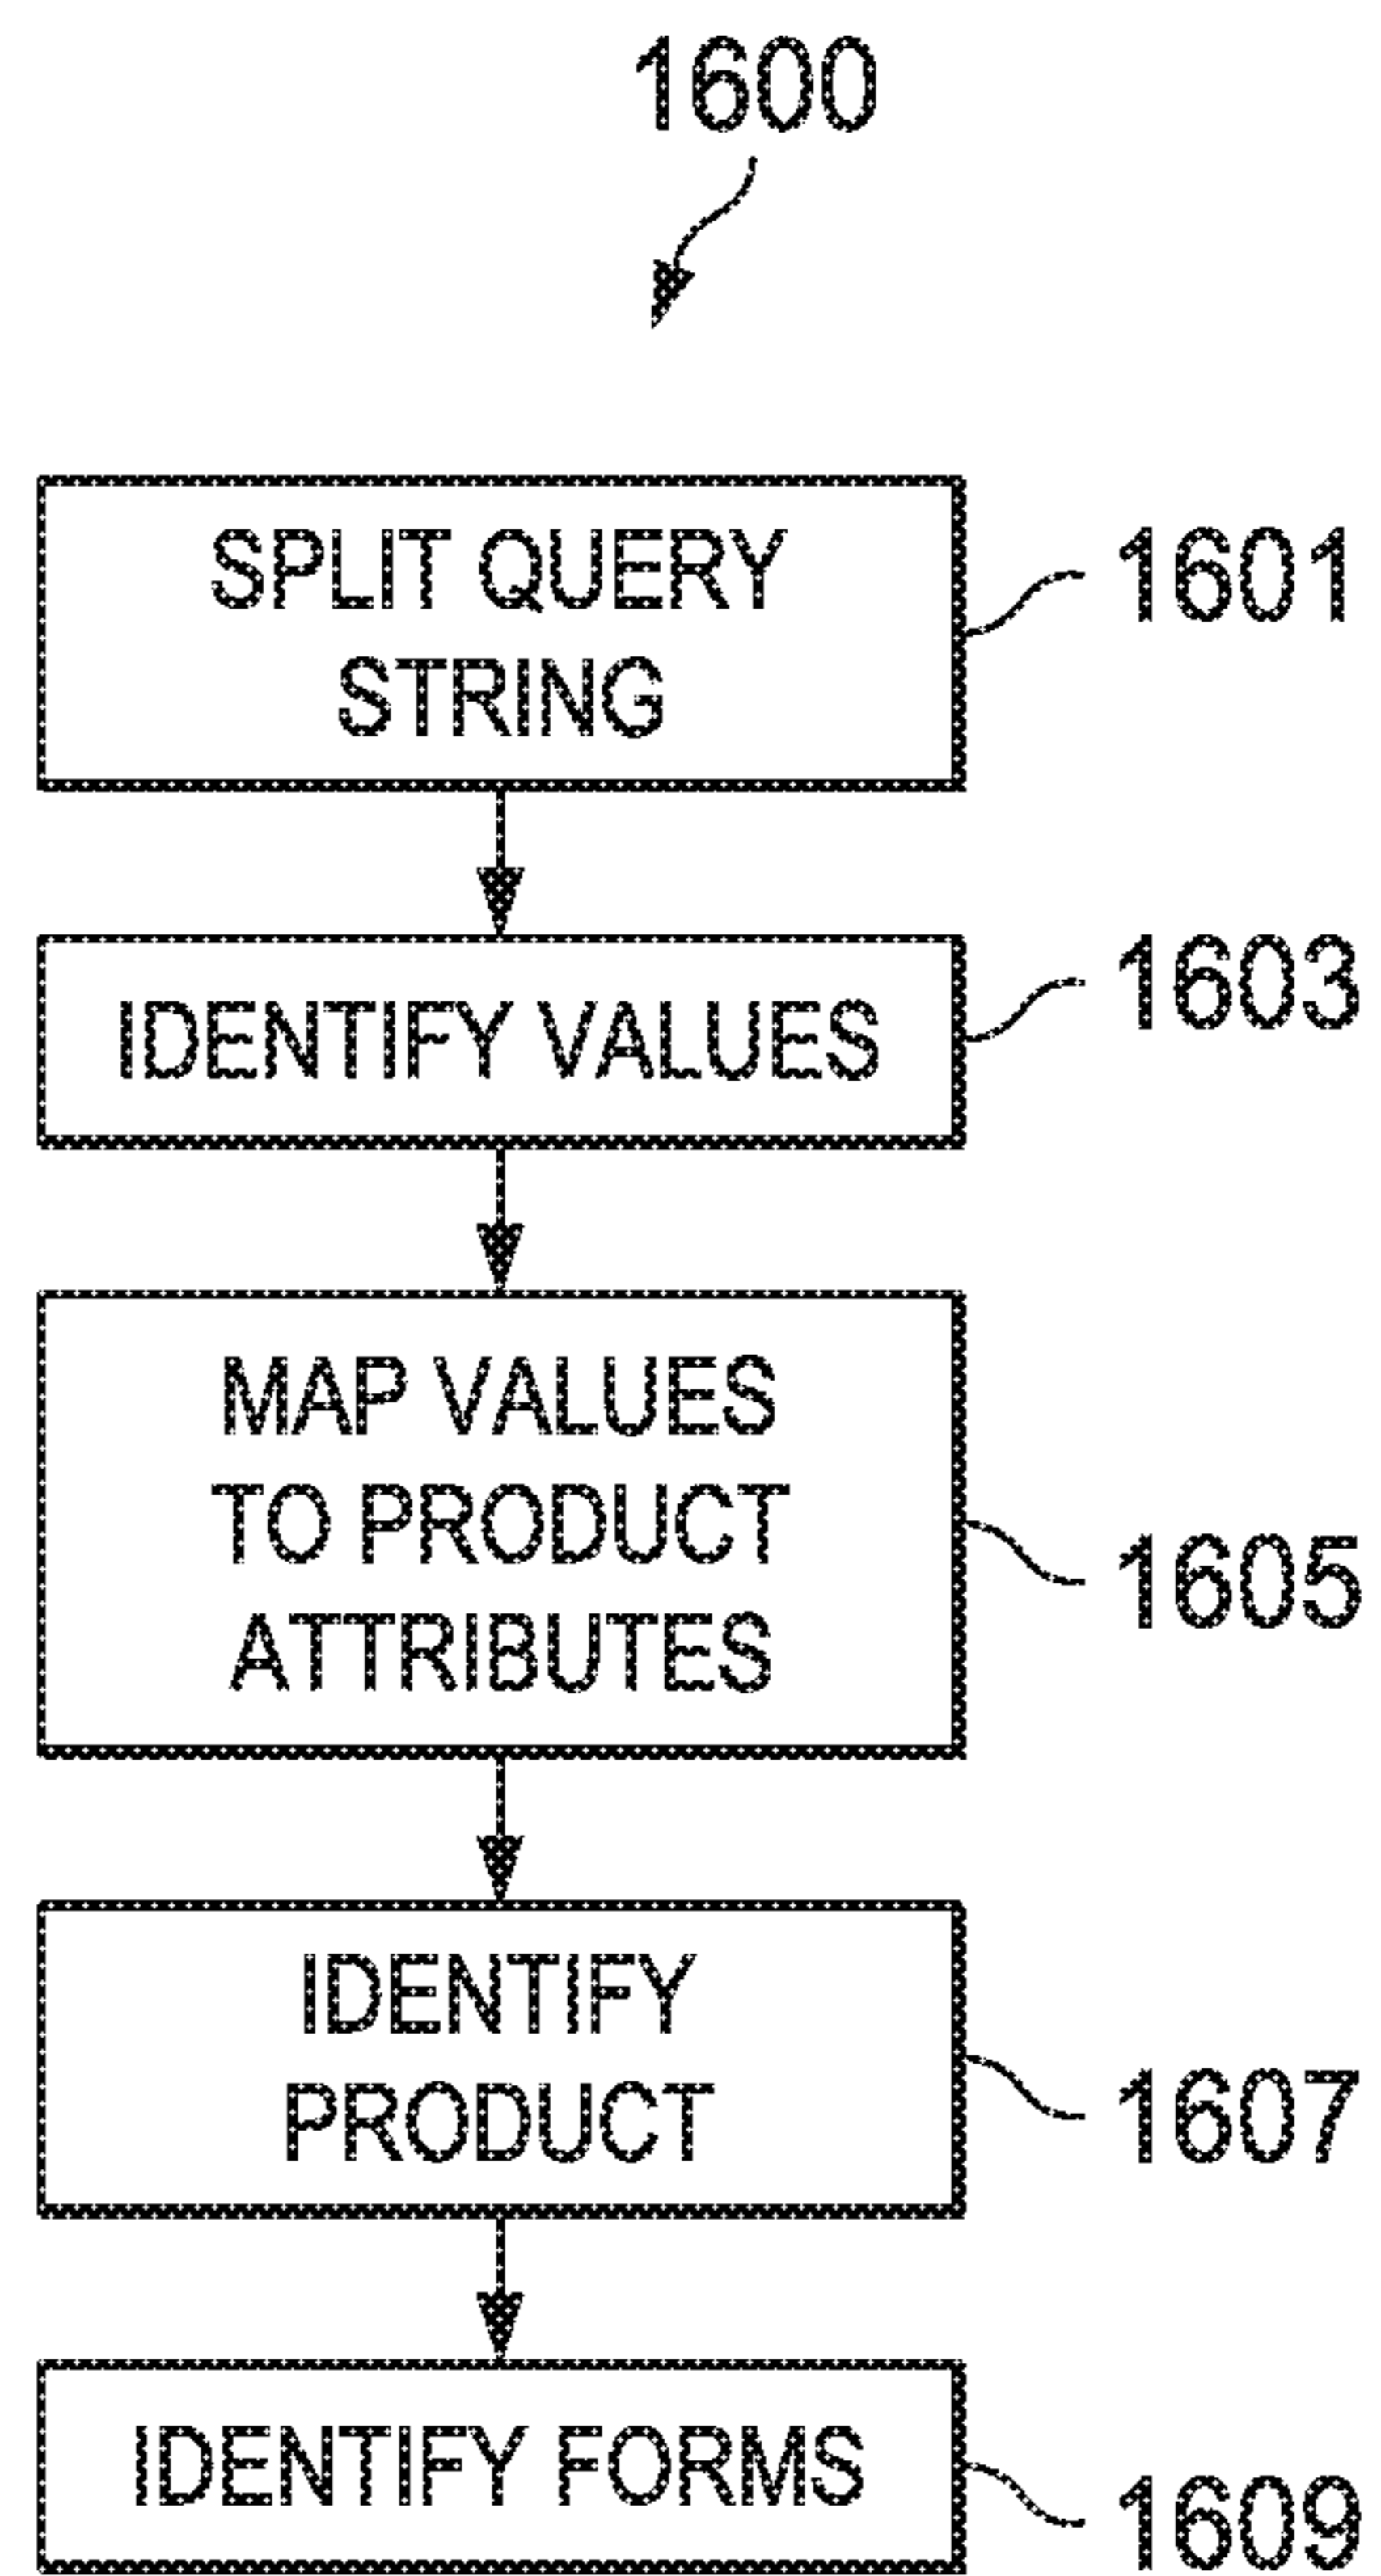 1600
SPLIT QUERY
STRING
1601
IDENTIFY VALUES
1603
MAP VALUES
TO PRODUCT
ATTRIBUTES
1605
IDENTIFY
PRODUCT
1607
IDENTIFY FORMS
1609